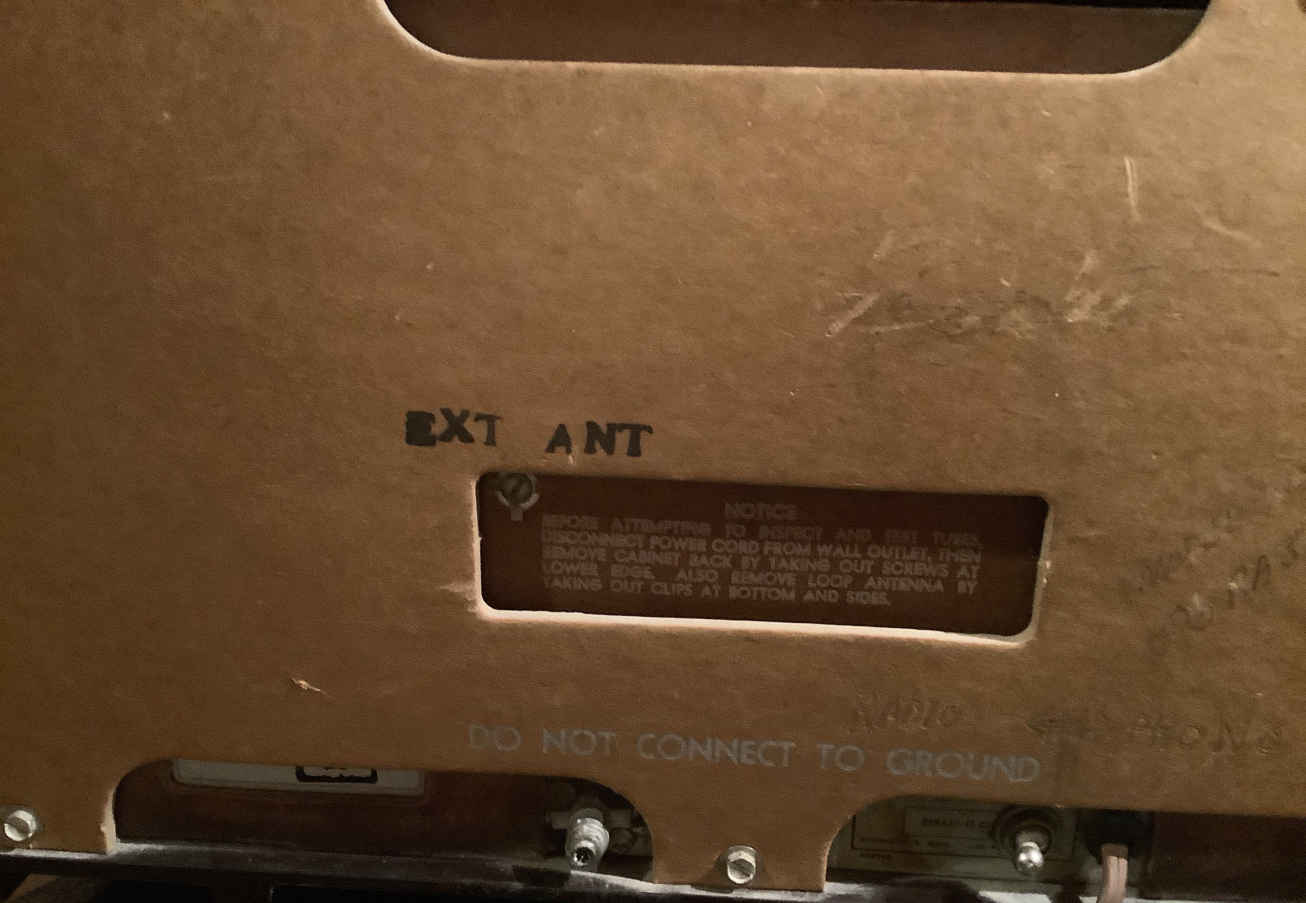 EXT ANT
NOTICE
BEFORE ATTEMPTING TO INSPECT AND TEST TUBES,
DISCONNECT POWER CORD FROM WALL OUTLET, THEN
REMOVE CABINET BACK BY TAKING OUT SCREWS AT
LOWER EDGE. ALSO REMOVE LOOP ANTENNA BY
TAKING OUT CLIPS AT BOTTOM AND SIDES.
RADIO PHONO
DO NOT CONNECT TO GROUND